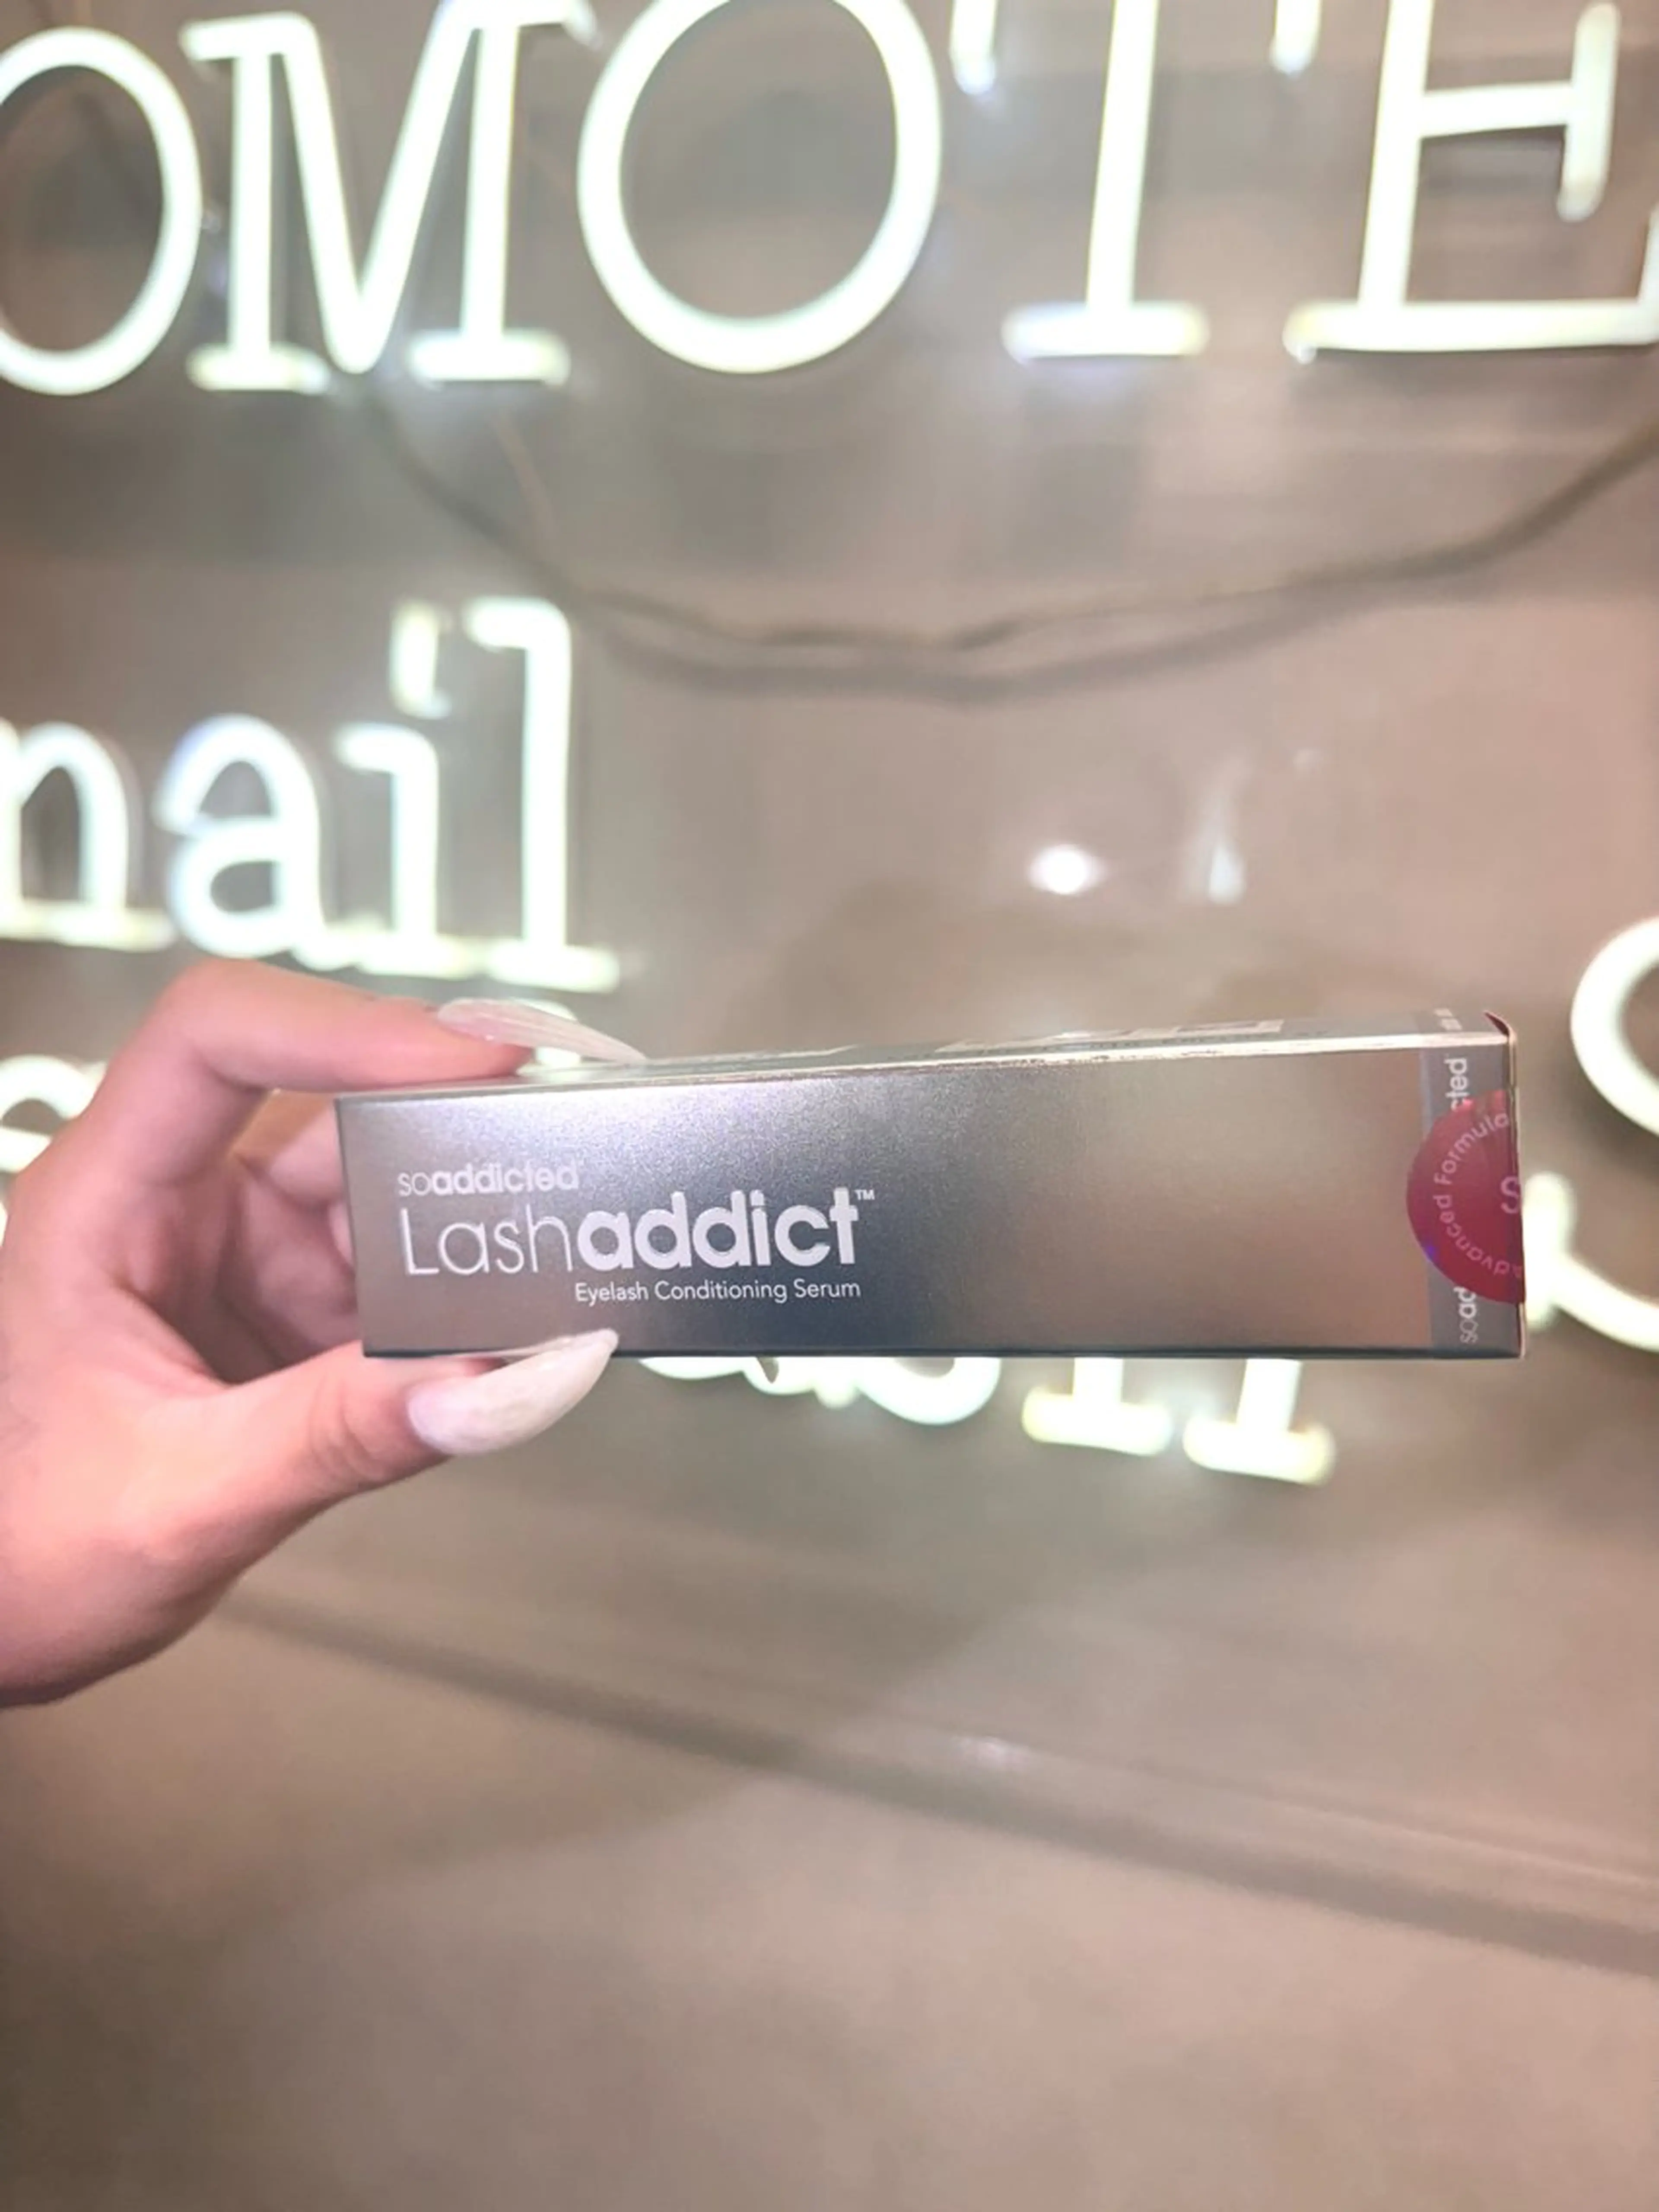 OMOTE
nail
soaddicted
Lashaddict™
Eyelash Conditioning Serum
Advanced Formula